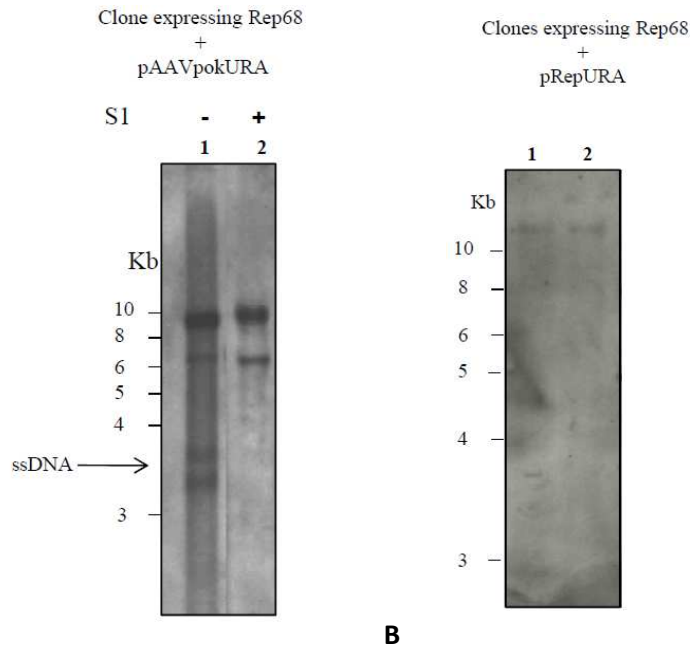 Clone expressing Rep68
+
pAAVpokURA
S1 - +
1 2
Kb
10
8
6
5
4
ssDNA
3
Clones expressing Rep68
+
pRepURA
1 2
Kb
10
8
6
5
4
3
B